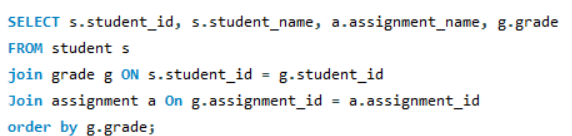 SELECT s.student_id, s.student_name, a.assignment_name, g.grade
FROM student s
join grade g ON s.student_id = g.student_id
Join assignment a On g.assignment_id = a.assignment_id
order by g.grade;